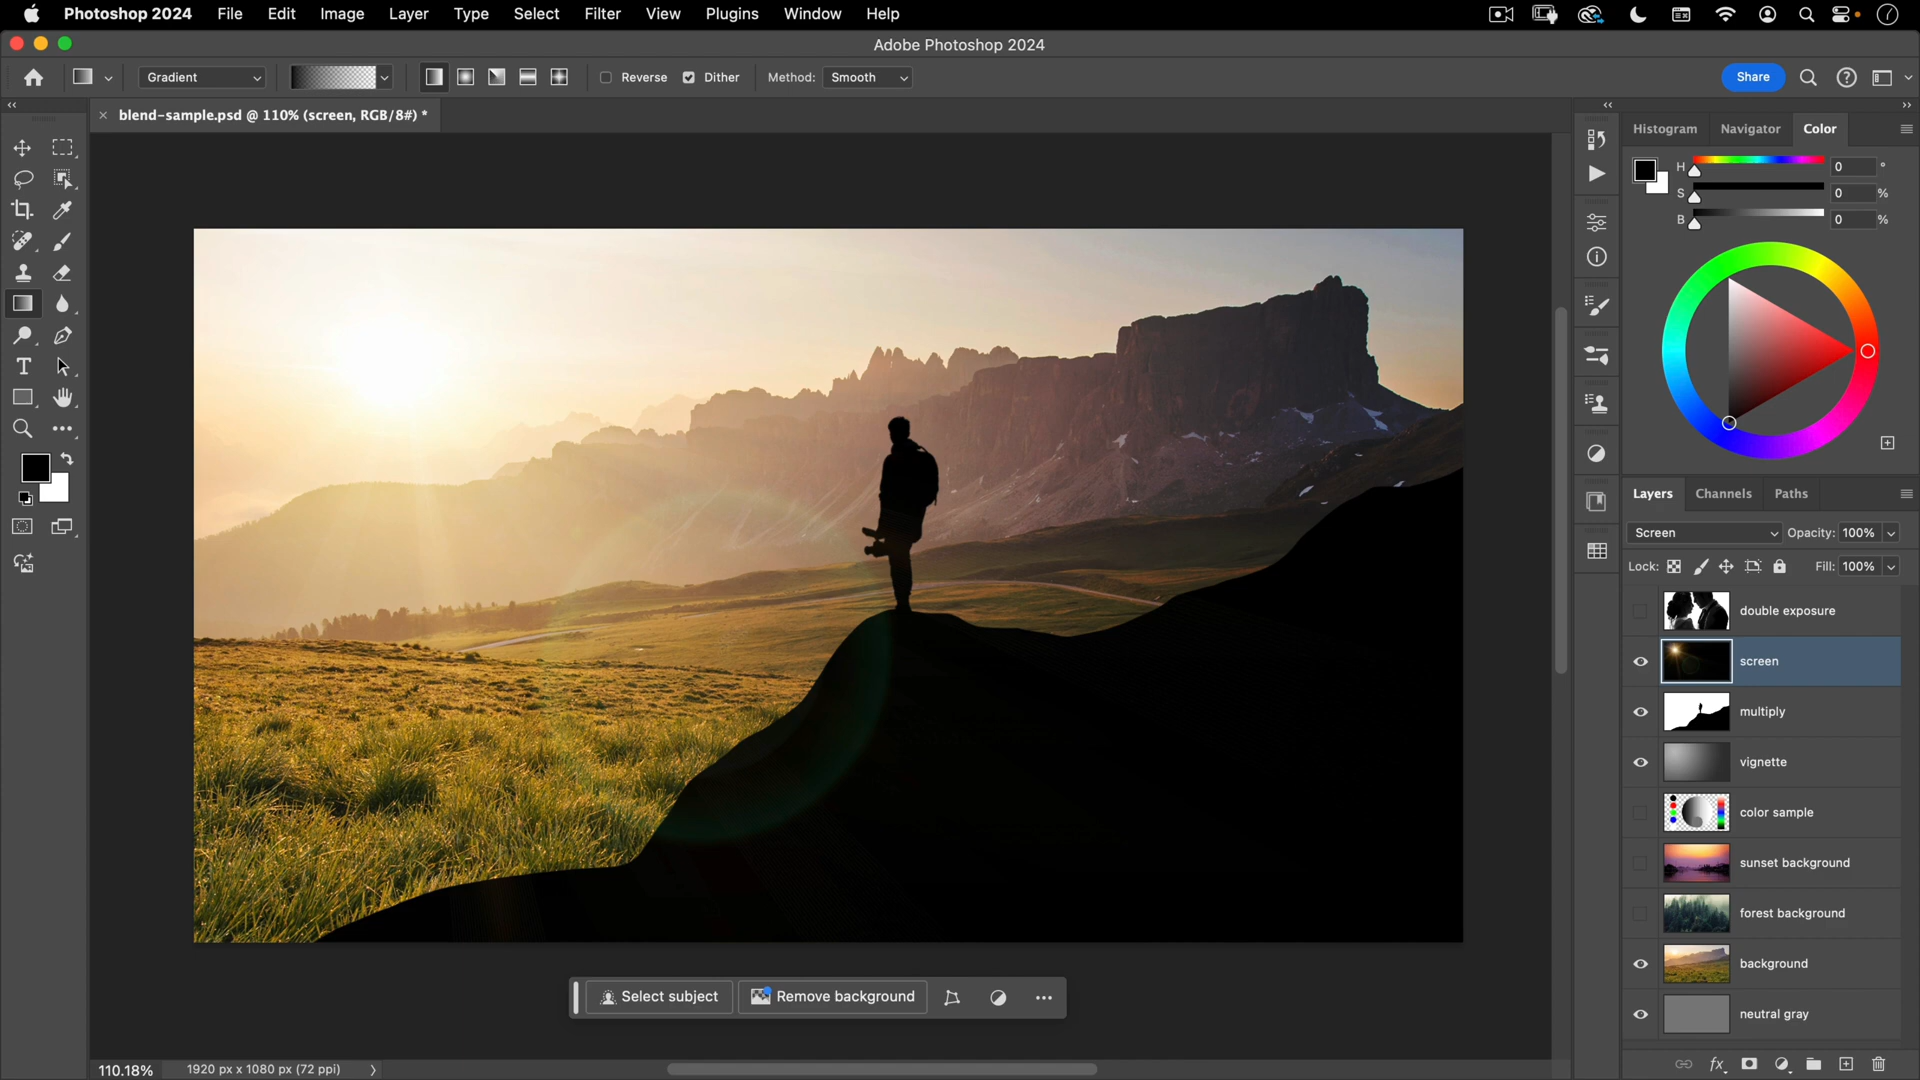 Photoshop 2024 File Edit Image Layer Type Select Filter View Plugins Window Help
Adobe Photoshop 2024
Gradient Reverse Dither Method: Smooth Share
blend-sample.psd @ 110% (screen, RGB/8#) *
Histogram Navigator Color
H 0 °
S 0 %
B 0 %
Layers Channels Paths
Screen Opacity: 100%
Lock: Fill: 100%
double exposure
screen
multiply
vignette
color sample
sunset background
forest background
background
neutral gray
Select subject Remove background
110.18% 1920 px x 1080 px (72 ppi)
fx